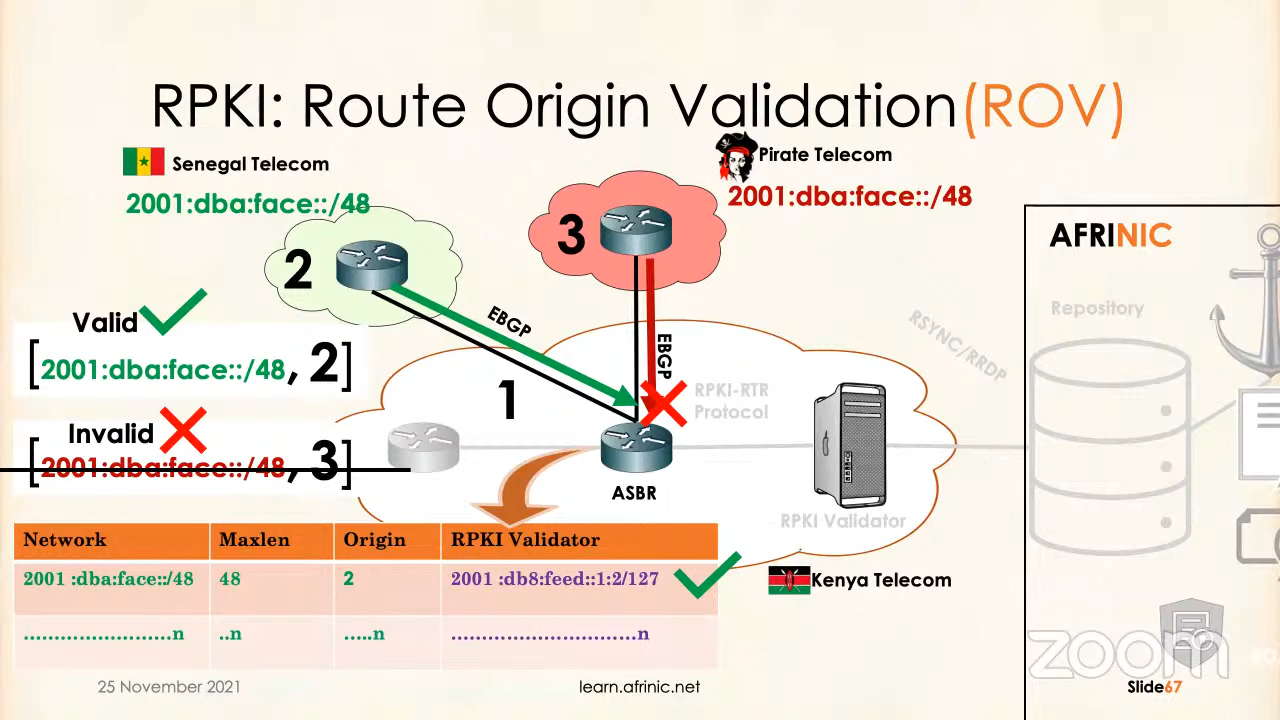 RPKI: Route Origin Validation(ROV)
Senegal Telecom
2001:dba:face::/48
Pirate Telecom
2001:dba:face::/48
2
3
AFRINIC
Repository
RSYNC/RRDP
EBGP
EBGP
Valid
[2001:dba:face::/48, 2]
1
RPKI-RTR
Protocol
Invalid
[2001:dba:face::/48, 3]
ASBR
RPKI Validator
Network Maxlen Origin RPKI Validator
2001 :dba:face::/48 48 2 2001 :db8:feed::1:2/127
........................n ..n .....n ..............................n
Kenya Telecom
zoom
25 November 2021
learn.afrinic.net
Slide67